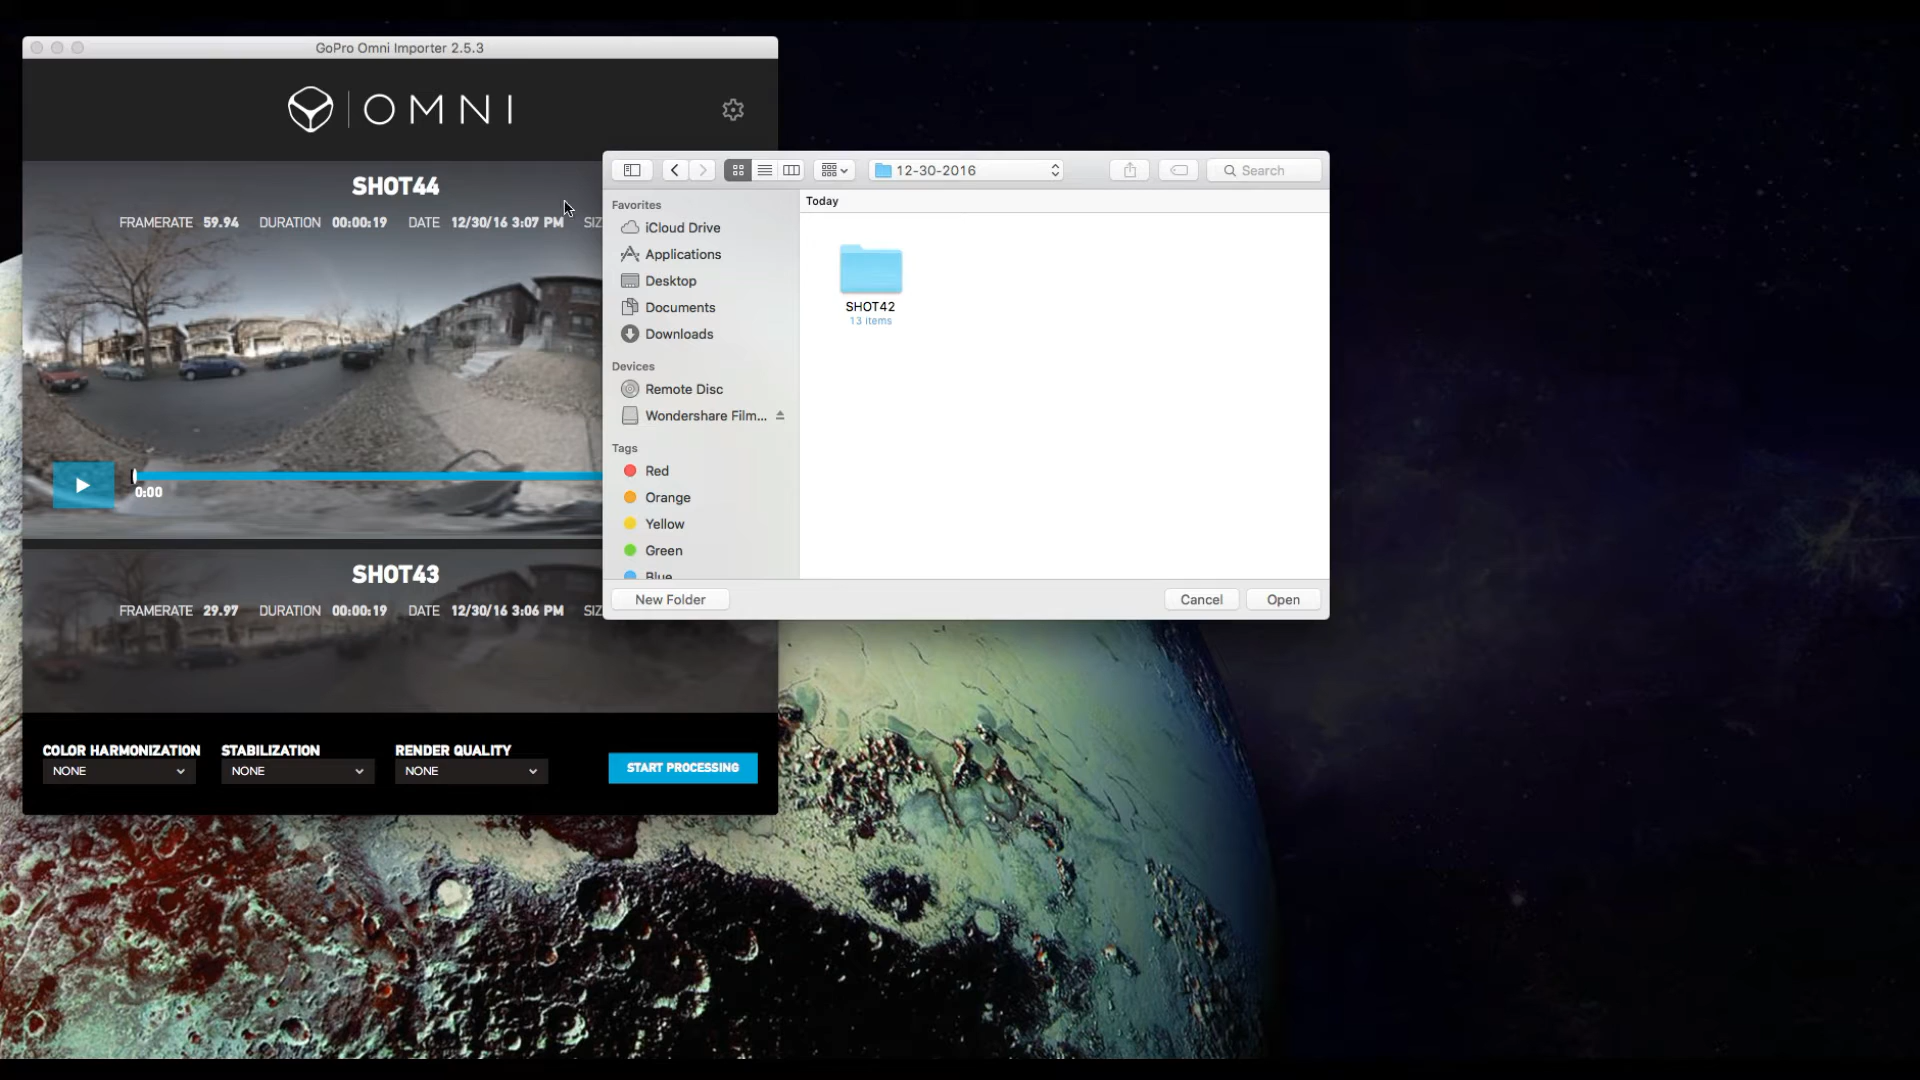 GoPro Omni Importer 2.5.3
OMNI
SHOT44
FRAMERATE 59.94 DURATION 00:00:19 DATE 12/30/16 3:07 PM SIZ
0:00
SHOT43
FRAMERATE 29.97 DURATION 00:00:19 DATE 12/30/16 3:06 PM SIZ
COLOR HARMONIZATION STABILIZATION RENDER QUALITY
NONE NONE NONE
START PROCESSING
12-30-2016
Search
Favorites
iCloud Drive
Applications
Desktop
Documents
Downloads
Devices
Remote Disc
Wondershare Film...
Tags
Red
Orange
Yellow
Green
Blue
Today
SHOT42
13 items
New Folder Cancel Open